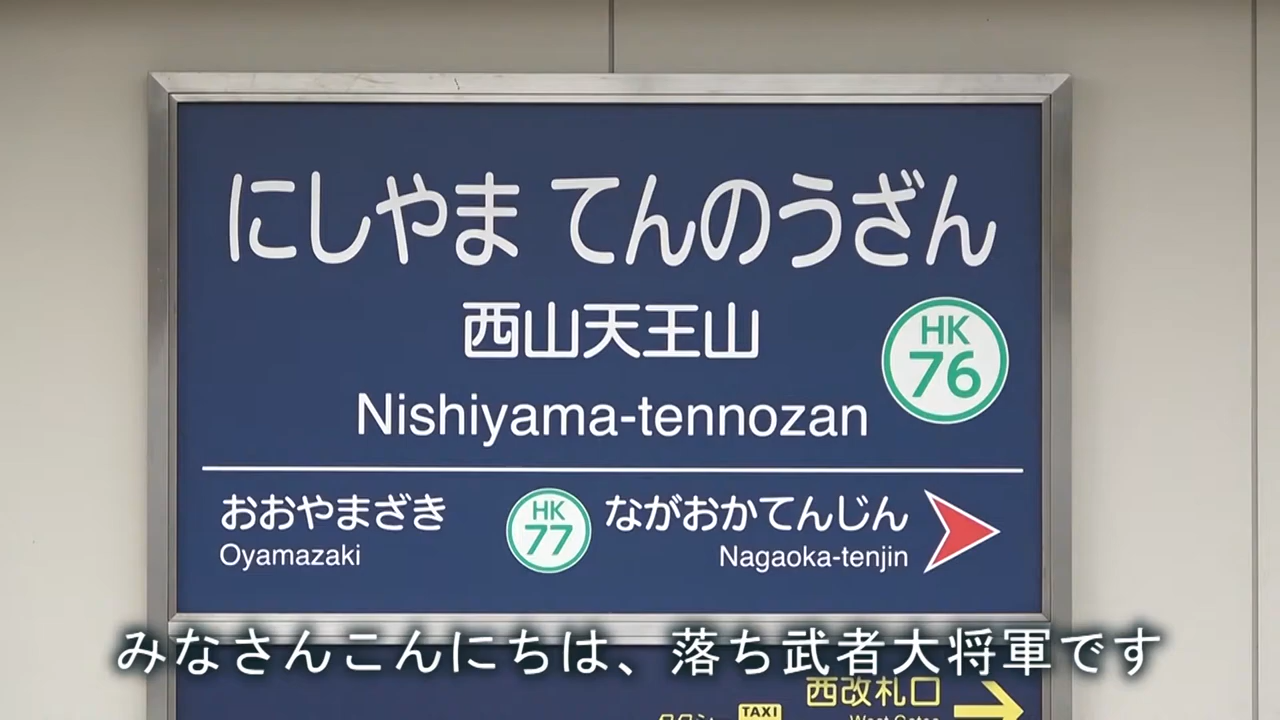 にしやま てんのうざん
西山天王山
HK
76
Nishiyama-tennozan
おおやまざき
Oyamazaki
HK
77
ながおかてんじん
Nagaoka-tenjin
みなさんこんにちは、落ち武者大将軍です
西改札口
TAXI